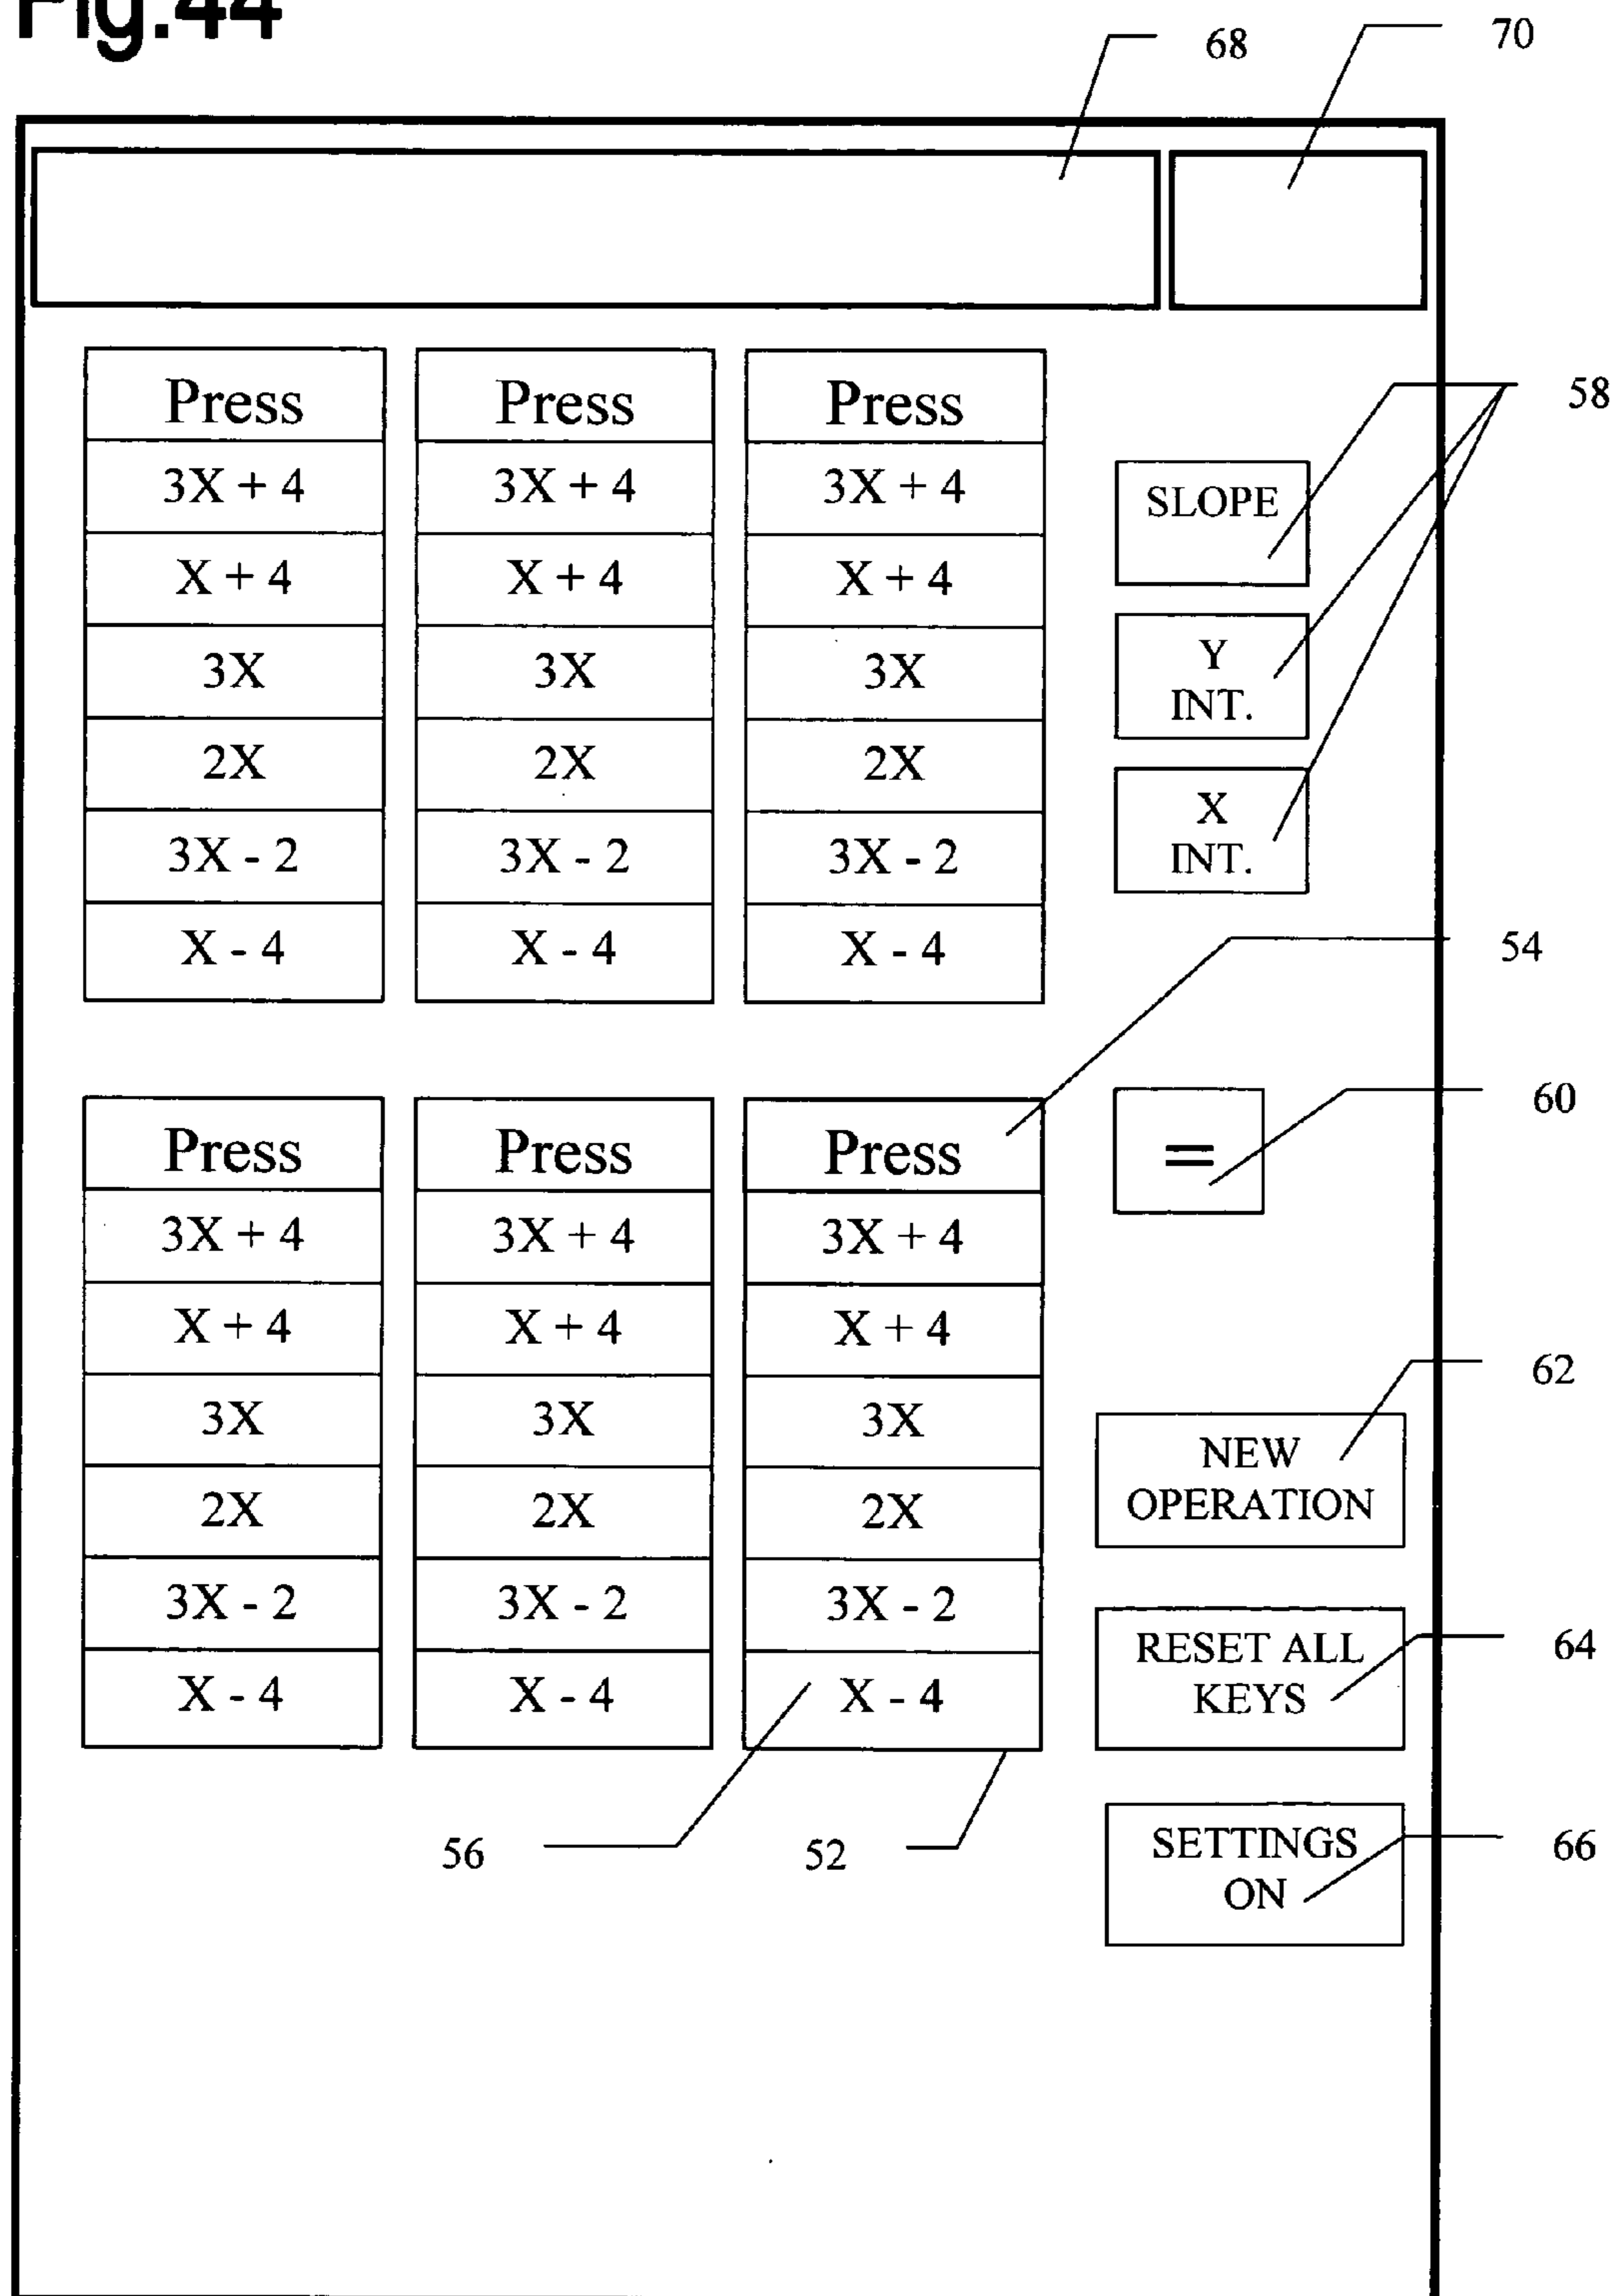 Fig.44
68
70
Press Press Press
3X + 4 3X + 4 3X + 4
X + 4 X + 4 X + 4
3X 3X 3X
2X 2X 2X
3X - 2 3X - 2 3X - 2
X - 4 X - 4 X - 4
58
SLOPE
Y
INT.
X
INT.
54
Press Press Press
3X + 4 3X + 4 3X + 4
X + 4 X + 4 X + 4
3X 3X 3X
2X 2X 2X
3X - 2 3X - 2 3X - 2
X - 4 X - 4 X - 4
=
60
62
NEW
OPERATION
RESET ALL
KEYS
64
SETTINGS
ON
66
56
52